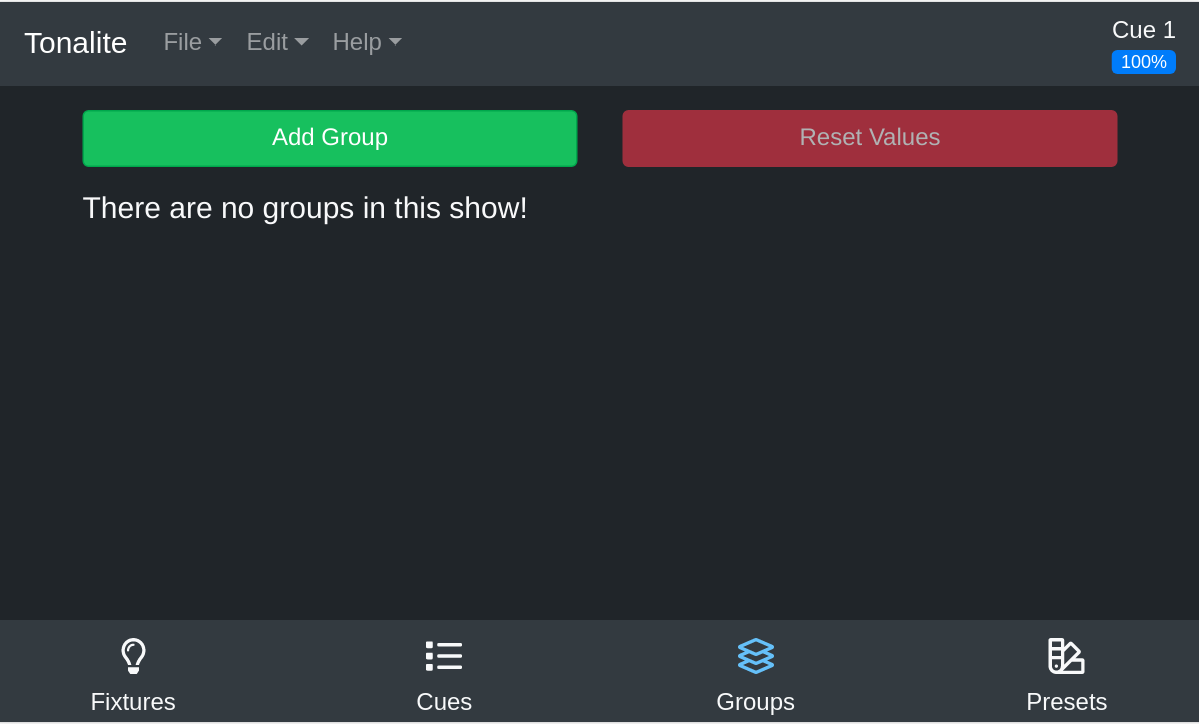 Tonalite File Edit Help Cue 1
100%
Add Group Reset Values
There are no groups in this show!
Fixtures Cues Groups Presets